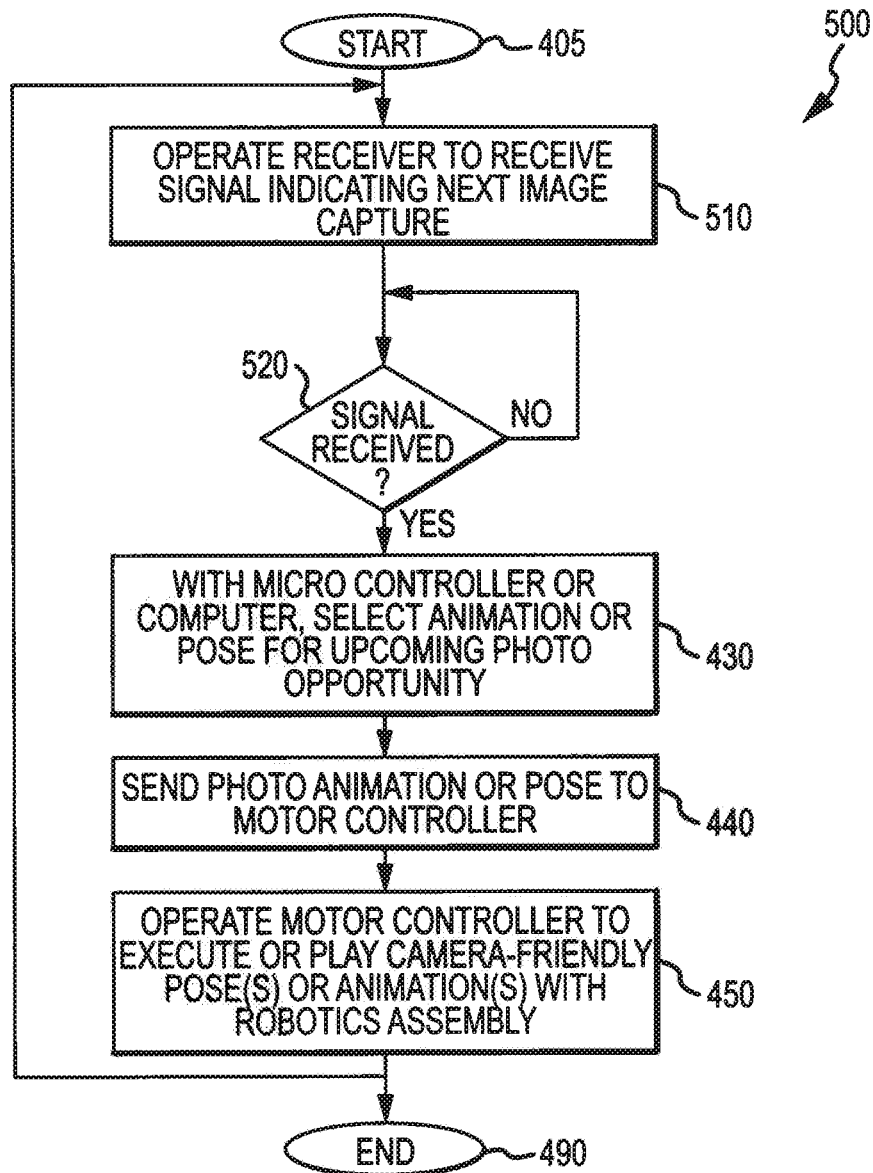 500
START
405
OPERATE RECEIVER TO RECEIVE
SIGNAL INDICATING NEXT IMAGE
CAPTURE
510
520
SIGNAL
RECEIVED
?
NO
YES
WITH MICRO CONTROLLER OR
COMPUTER, SELECT ANIMATION OR
POSE FOR UPCOMING PHOTO
OPPORTUNITY
430
SEND PHOTO ANIMATION OR POSE TO
MOTOR CONTROLLER
440
OPERATE MOTOR CONTROLLER TO
EXECUTE OR PLAY CAMERA-FRIENDLY
POSE(S) OR ANIMATION(S) WITH
ROBOTICS ASSEMBLY
450
END
490